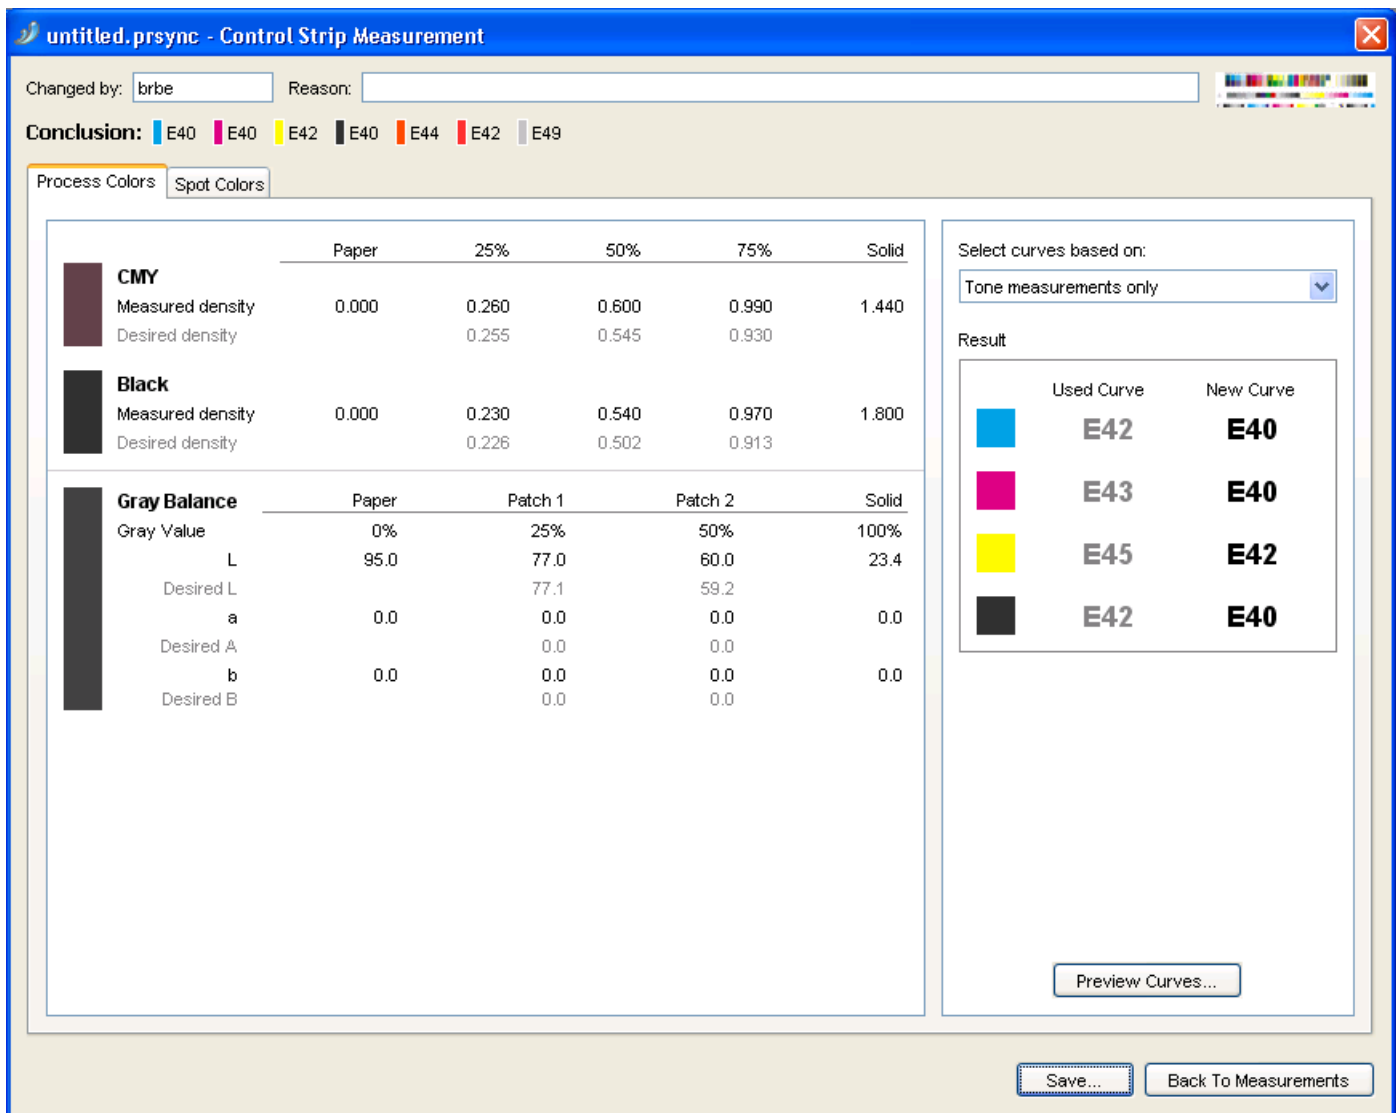 untitled.prsync - Control Strip Measurement
Changed by: brbe Reason:
Conclusion: E40 E40 E42 E40 E44 E42 E49
Process Colors Spot Colors
Paper 25% 50% 75% Solid
CMY
Measured density 0.000 0.260 0.600 0.990 1.440
Desired density 0.255 0.545 0.930
Black
Measured density 0.000 0.230 0.540 0.970 1.800
Desired density 0.226 0.502 0.913
Gray Balance Paper Patch 1 Patch 2 Solid
Gray Value 0% 25% 50% 100%
L 95.0 77.0 60.0 23.4
Desired L 77.1 59.2
a 0.0 0.0 0.0 0.0
Desired A 0.0 0.0
b 0.0 0.0 0.0 0.0
Desired B 0.0 0.0
Select curves based on:
Tone measurements only
Result
Used Curve New Curve
E42 E40
E43 E40
E45 E42
E42 E40
Preview Curves...
Save... Back To Measurements